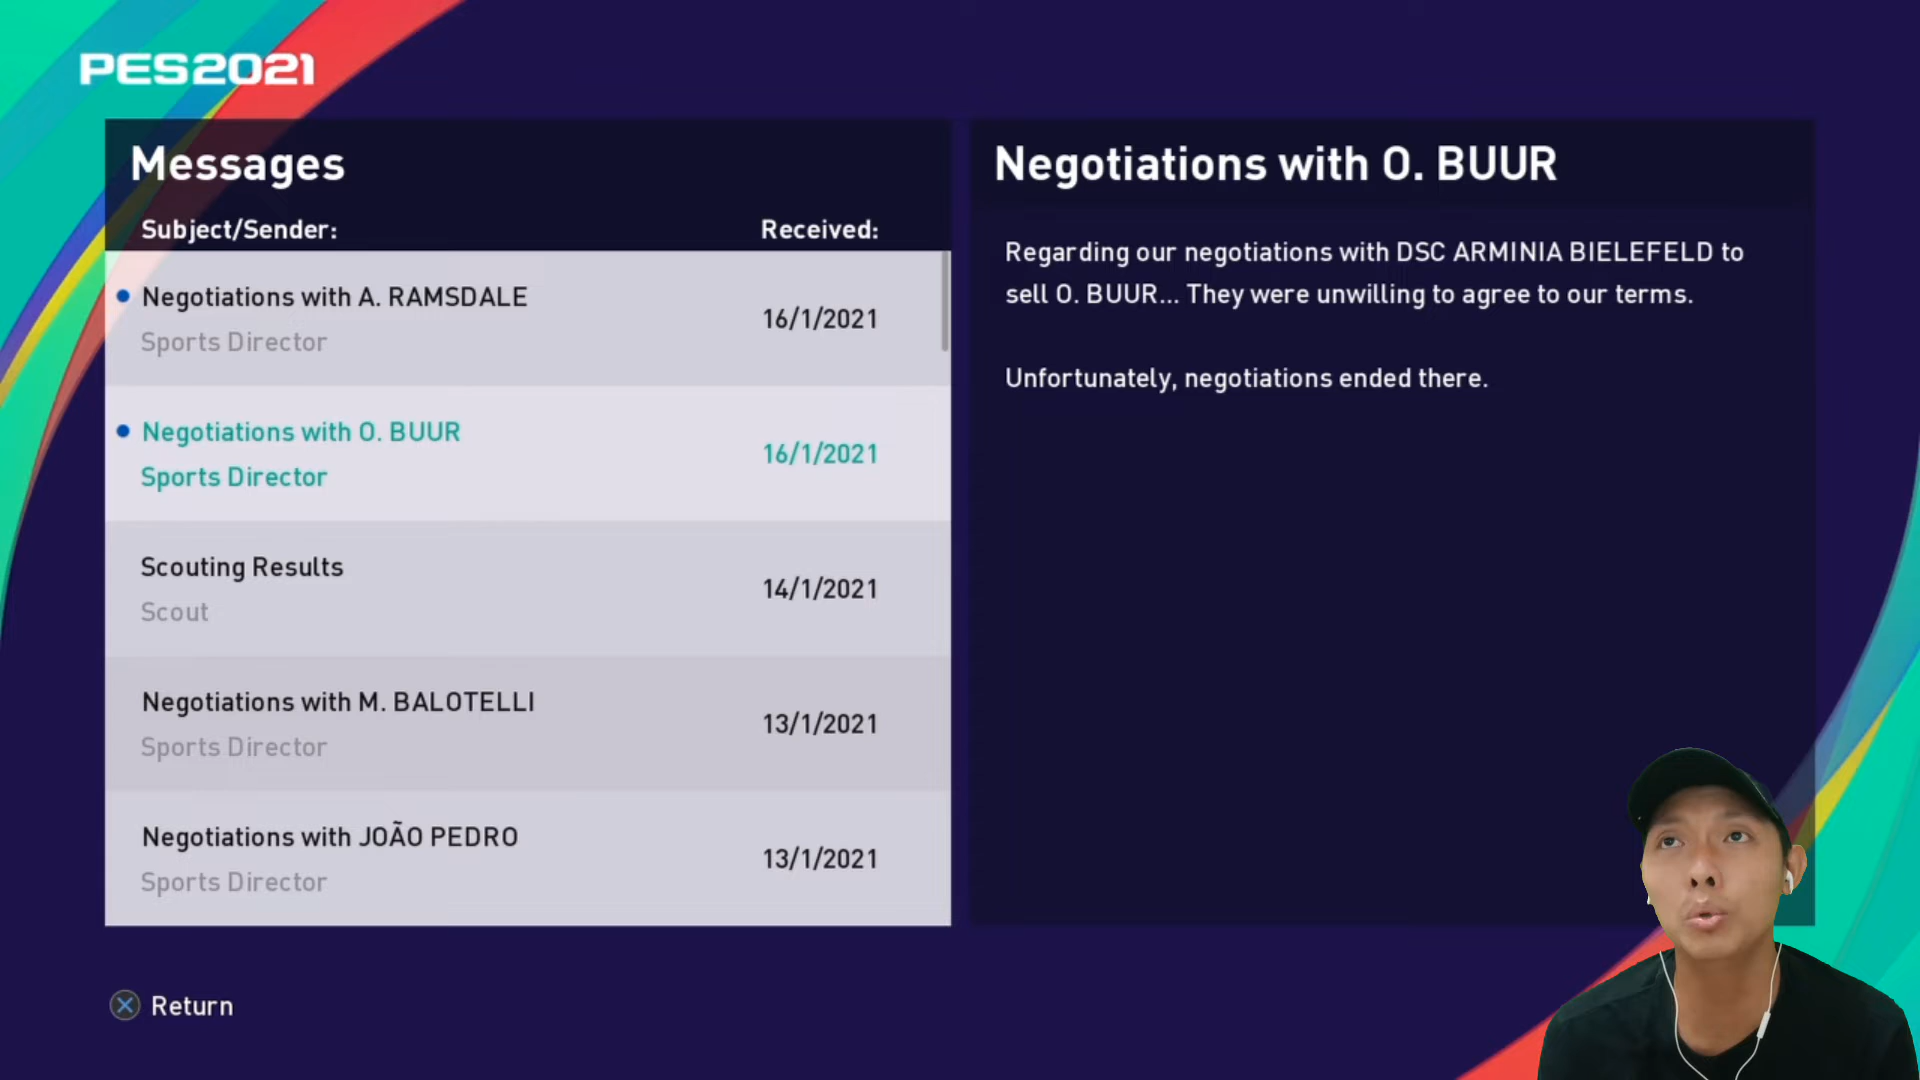 PES2021
Messages
Subject/Sender: Received:
Negotiations with A. RAMSDALE
Sports Director
16/1/2021
Negotiations with O. BUUR
Sports Director
16/1/2021
Scouting Results
Scout
14/1/2021
Negotiations with M. BALOTELLI
Sports Director
13/1/2021
Negotiations with JOÃO PEDRO
Sports Director
13/1/2021
Negotiations with O. BUUR
Regarding our negotiations with DSC ARMINIA BIELEFELD to
sell O. BUUR... They were unwilling to agree to our terms.
Unfortunately, negotiations ended there.
Return